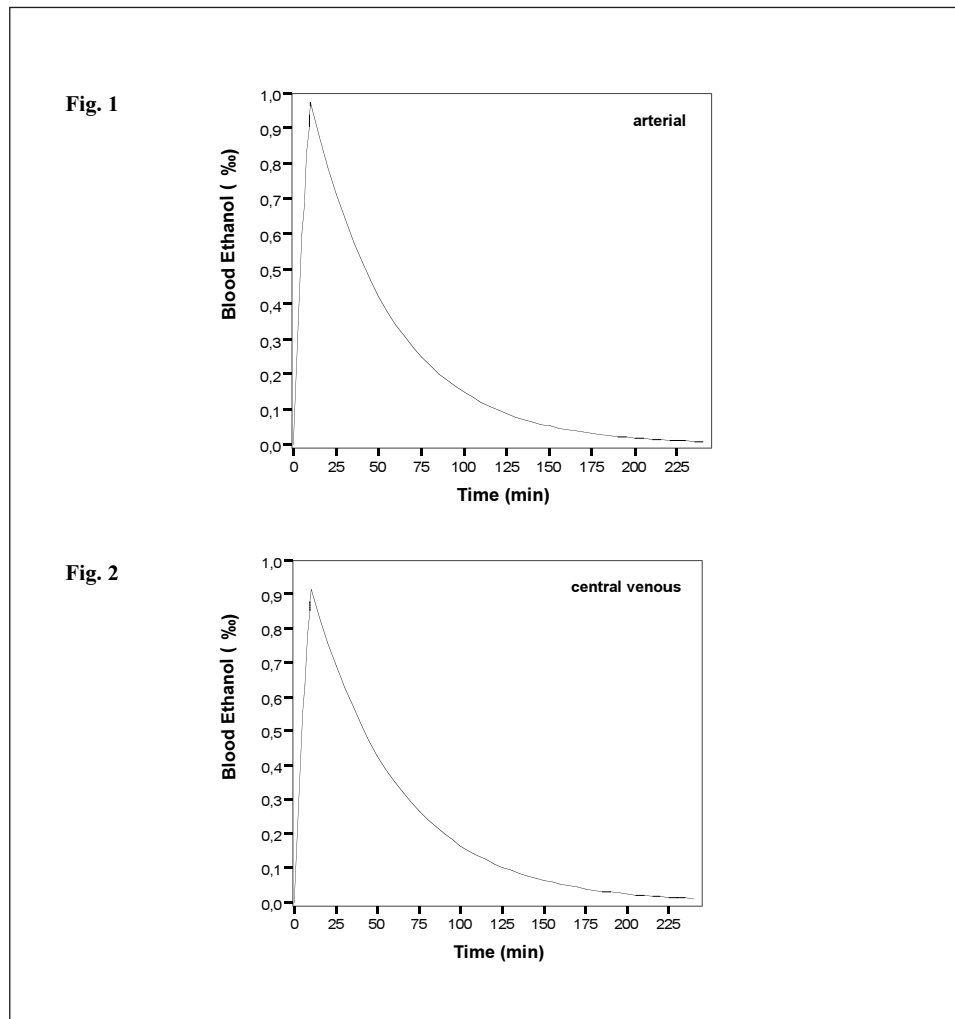 Fig. 1
arterial
Blood Ethanol ( ‰)
1,0
0,9
0,8
0,7
0,6
0,5
0,4
0,3
0,2
0,1
0,0
0 25 50 75 100 125 150 175 200 225
Time (min)
Fig. 2
central venous
Blood Ethanol ( ‰)
1,0
0,9
0,8
0,7
0,6
0,5
0,4
0,3
0,2
0,1
0,0
0 25 50 75 100 125 150 175 200 225
Time (min)